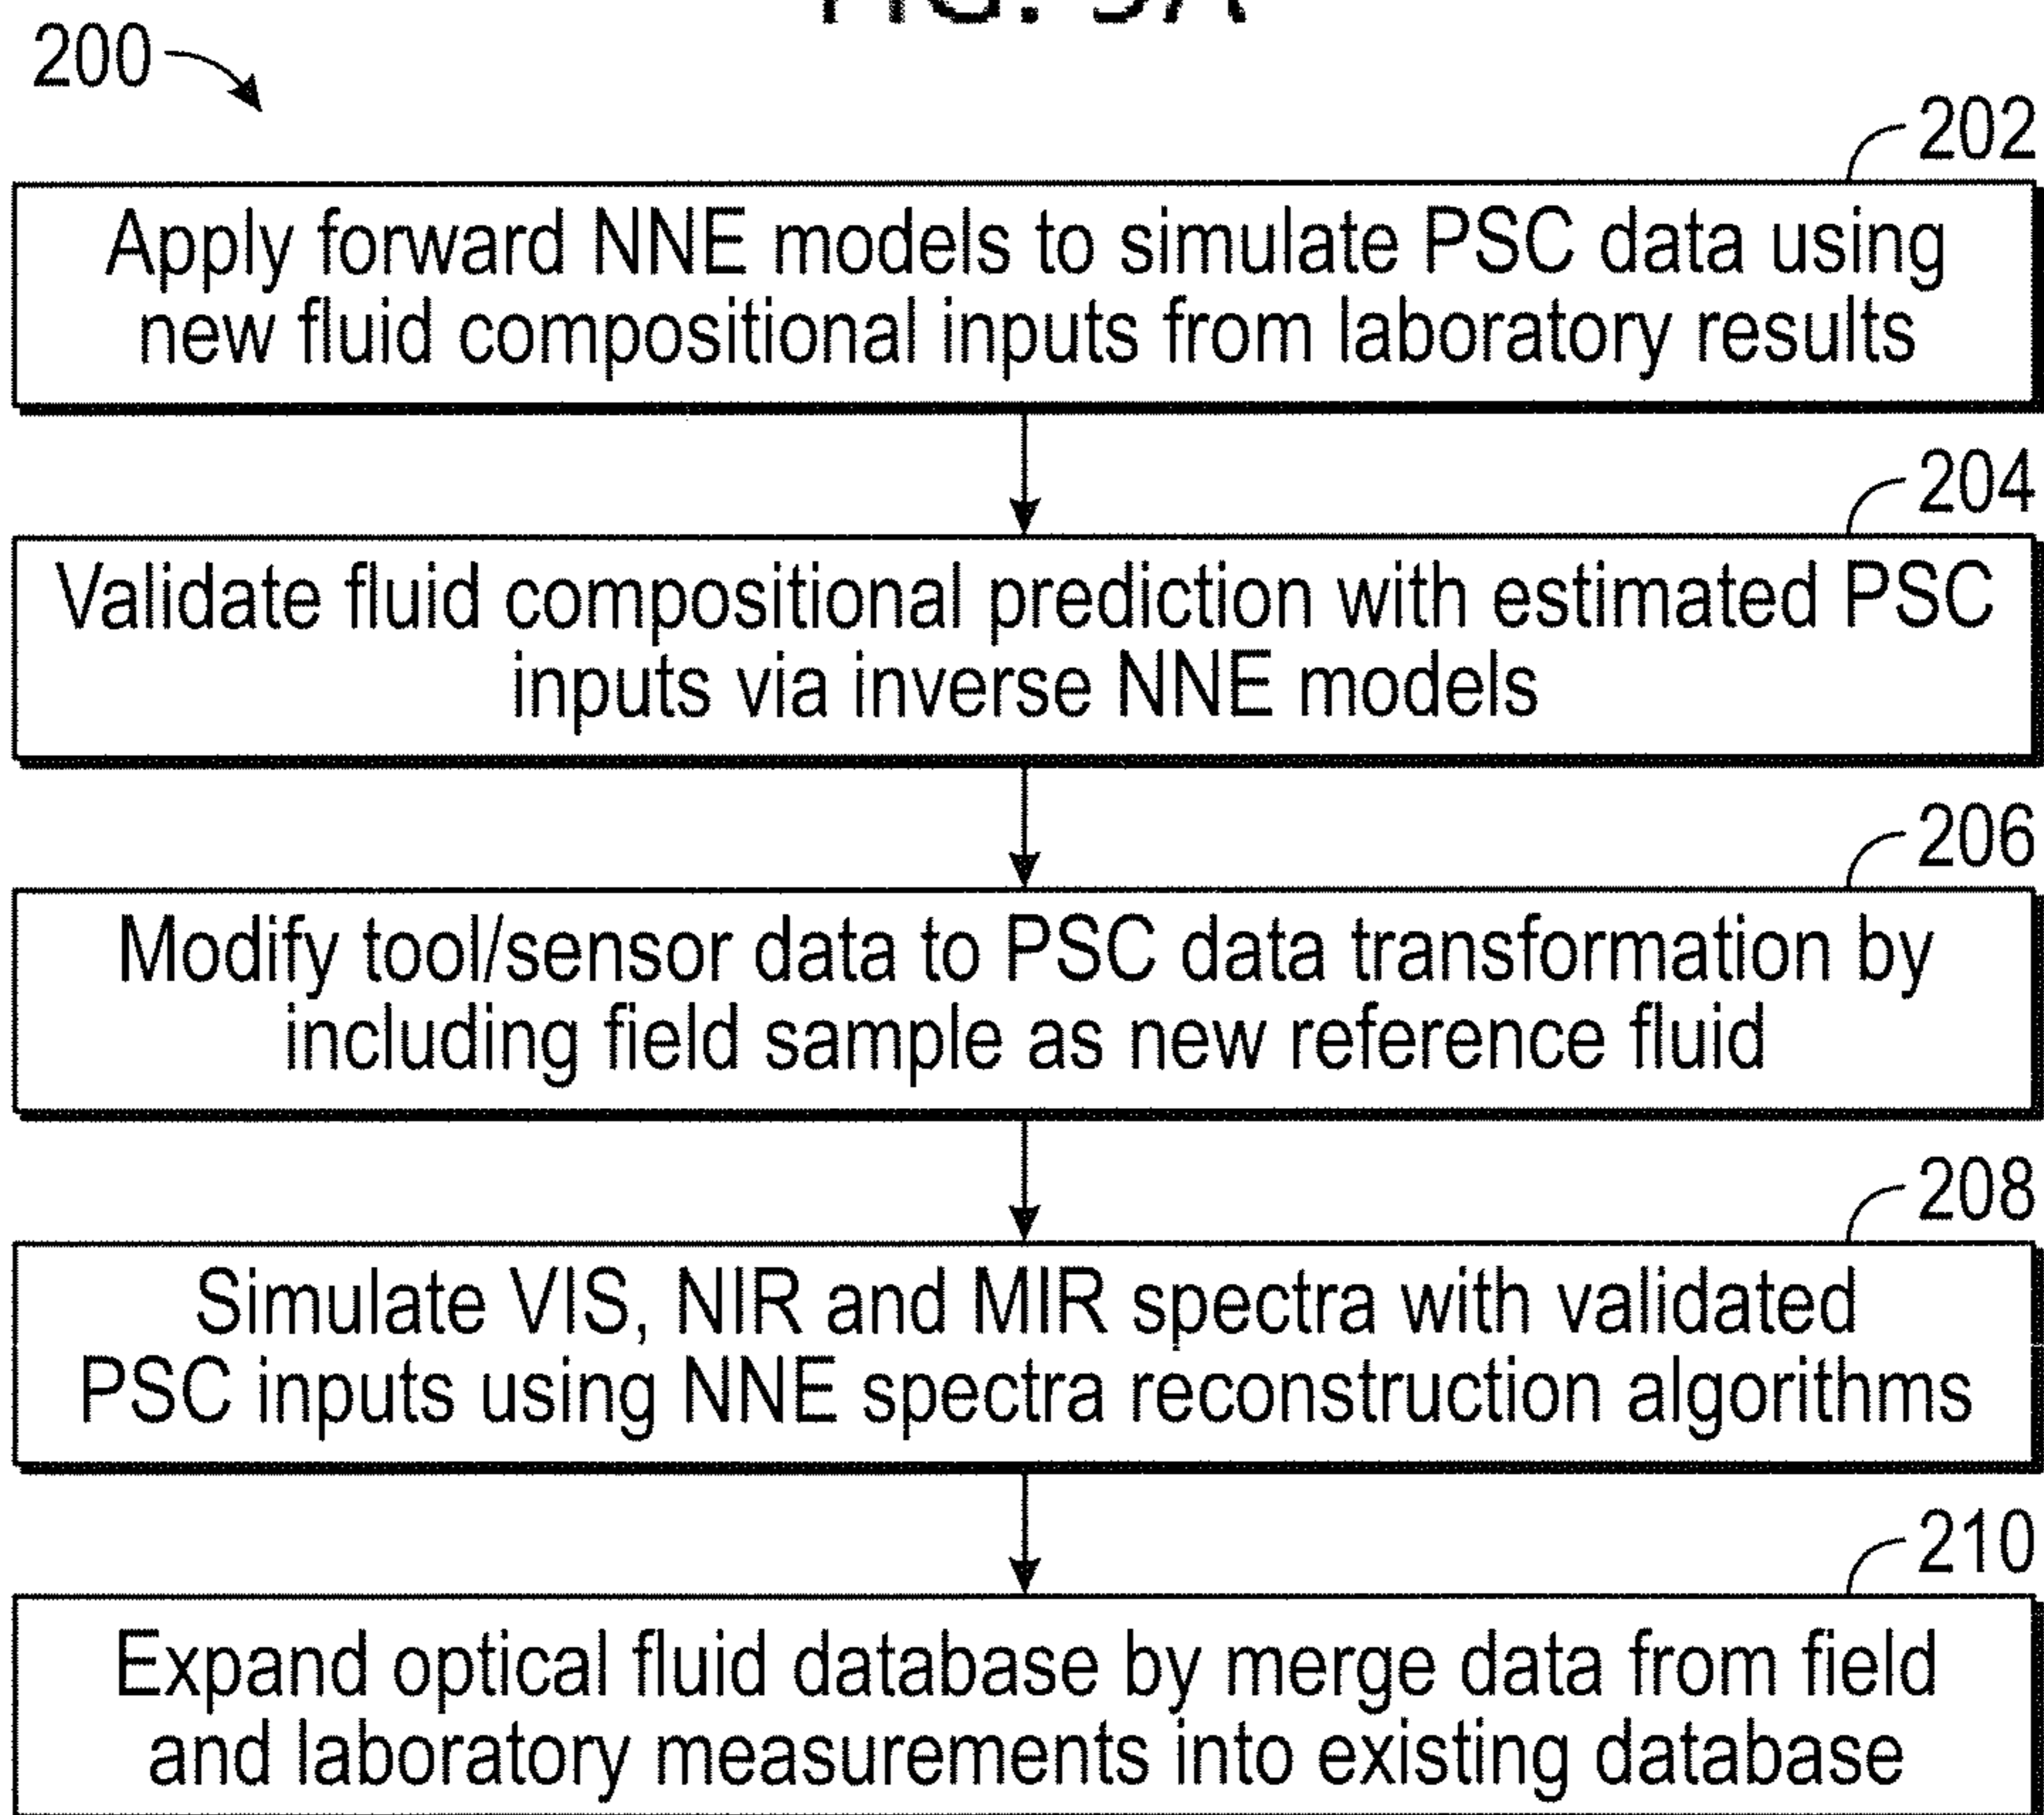 200
202
Apply forward NNE models to simulate PSC data using
new fluid compositional inputs from laboratory results
204
Validate fluid compositional prediction with estimated PSC
inputs via inverse NNE models
206
Modify tool/sensor data to PSC data transformation by
including field sample as new reference fluid
208
Simulate VIS, NIR and MIR spectra with validated
PSC inputs using NNE spectra reconstruction algorithms
210
Expand optical fluid database by merge data from field
and laboratory measurements into existing database